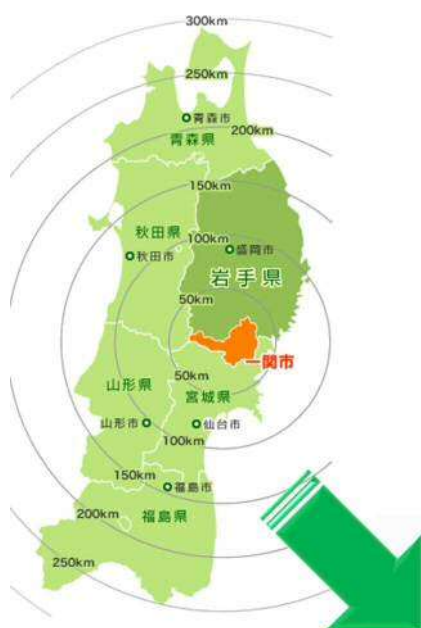 300km
250km
青森市
200km
青森県
150km
秋田県
100km
盛岡市
秋田市
岩手県
50km
一関市
50km
山形県
宮城県
山形市
仙台市
100km
150km
福島市
200km
福島県
250km